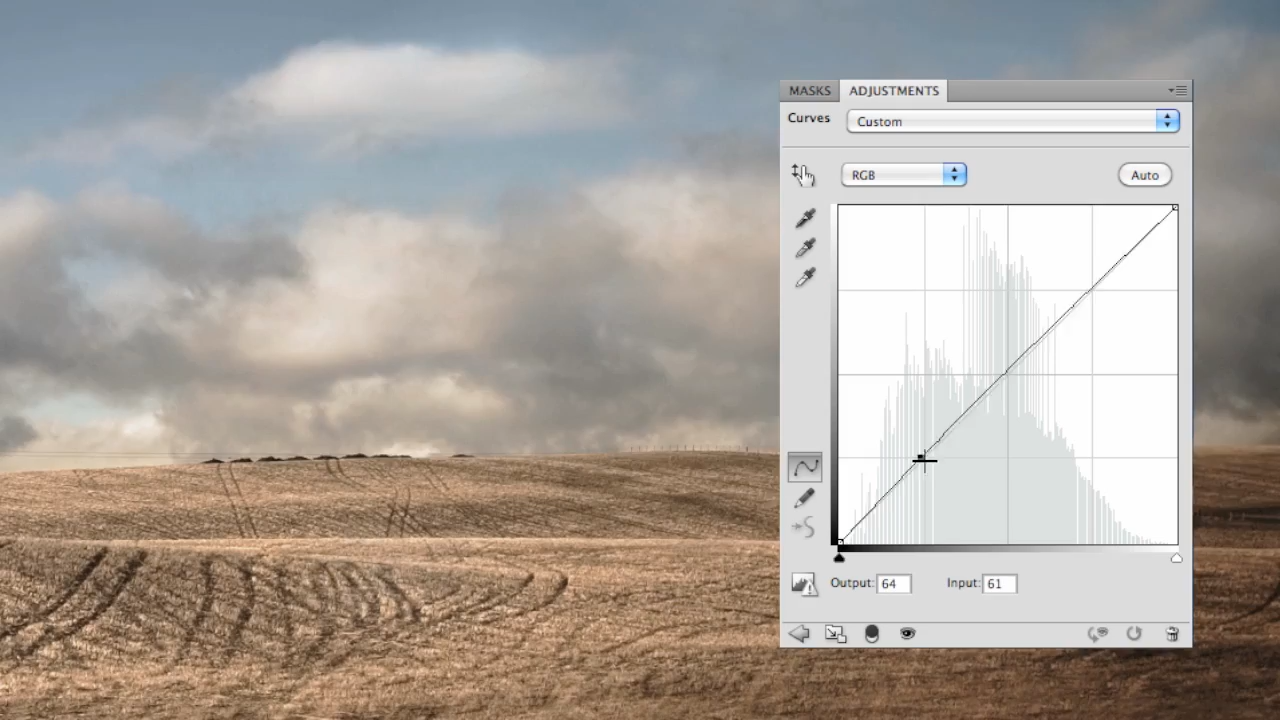 MASKS ADJUSTMENTS
Curves Custom
RGB Auto
Output: 64 Input: 61